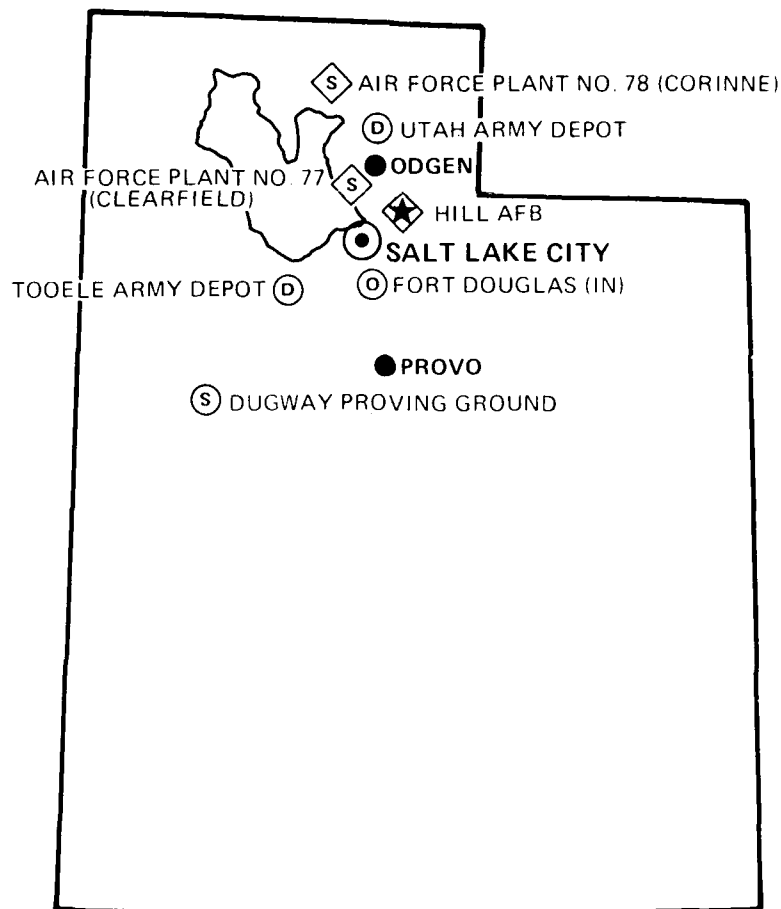 S AIR FORCE PLANT NO. 78 (CORINNE)
D UTAH ARMY DEPOT
ODGEN
AIR FORCE PLANT NO. 77 S
(CLEARFIELD)
HILL AFB
SALT LAKE CITY
TOOELE ARMY DEPOT D
O FORT DOUGLAS (IN)
PROVO
S DUGWAY PROVING GROUND